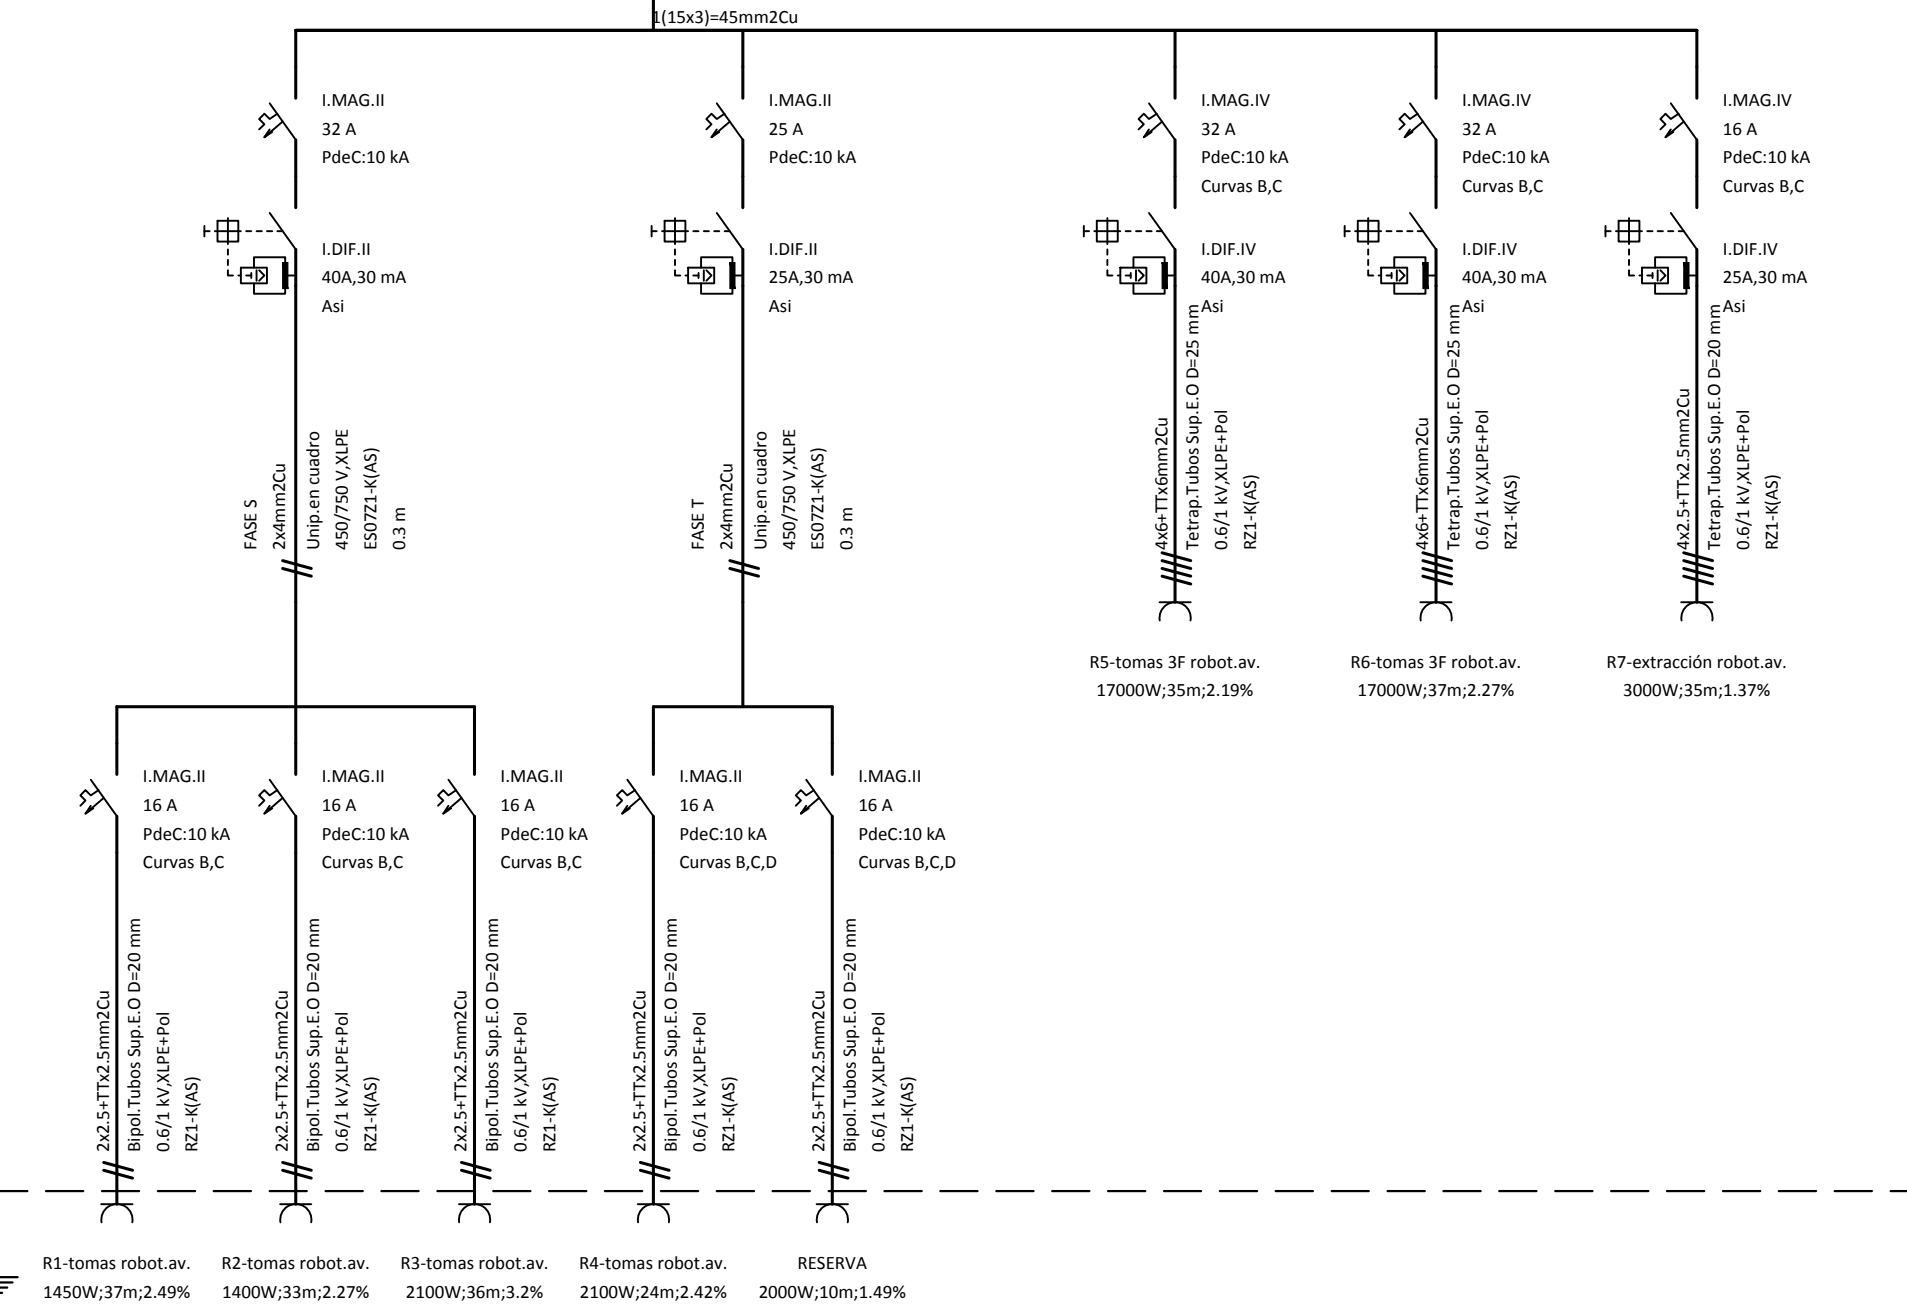 1(15x3)=45mm2Cu
I.MAG.II
32 A
PdeC:10 kA
I.DIF.II
40A,30 mA
Asi
FASE S
2x4mm2Cu
Unip.en cuadro
450/750 V,XLPE
ES07Z1-K(AS)
0.3 m
I.MAG.II
25 A
PdeC:10 kA
I.DIF.II
25A,30 mA
Asi
FASE T
2x4mm2Cu
Unip.en cuadro
450/750 V,XLPE
ES07Z1-K(AS)
0.3 m
I.MAG.IV
32 A
PdeC:10 kA
Curvas B,C
I.DIF.IV
40A,30 mA
Asi
4x6+TTx6mm2Cu
Tetrap.Tubos Sup.E.O D=25 mm
0.6/1 kV,XLPE+Pol
RZ1-K(AS)
R5-tomas 3F robot.av.
17000W;35m;2.19%
I.MAG.IV
32 A
PdeC:10 kA
Curvas B,C
I.DIF.IV
40A,30 mA
Asi
4x6+TTx6mm2Cu
Tetrap.Tubos Sup.E.O D=25 mm
0.6/1 kV,XLPE+Pol
RZ1-K(AS)
R6-tomas 3F robot.av.
17000W;37m;2.27%
I.MAG.IV
16 A
PdeC:10 kA
Curvas B,C
I.DIF.IV
25A,30 mA
Asi
4x2.5+TTx2.5mm2Cu
Tetrap.Tubos Sup.E.O D=20 mm
0.6/1 kV,XLPE+Pol
RZ1-K(AS)
R7-extracción robot.av.
3000W;35m;1.37%
I.MAG.II
16 A
PdeC:10 kA
Curvas B,C
2x2.5+TTx2.5mm2Cu
Bipol.Tubos Sup.E.O D=20 mm
0.6/1 kV,XLPE+Pol
RZ1-K(AS)
R1-tomas robot.av.
1450W;37m;2.49%
I.MAG.II
16 A
PdeC:10 kA
Curvas B,C
2x2.5+TTx2.5mm2Cu
Bipol.Tubos Sup.E.O D=20 mm
0.6/1 kV,XLPE+Pol
RZ1-K(AS)
R2-tomas robot.av.
1400W;33m;2.27%
I.MAG.II
16 A
PdeC:10 kA
Curvas B,C
2x2.5+TTx2.5mm2Cu
Bipol.Tubos Sup.E.O D=20 mm
0.6/1 kV,XLPE+Pol
RZ1-K(AS)
R3-tomas robot.av.
2100W;36m;3.2%
I.MAG.II
16 A
PdeC:10 kA
Curvas B,C,D
2x2.5+TTx2.5mm2Cu
Bipol.Tubos Sup.E.O D=20 mm
0.6/1 kV,XLPE+Pol
RZ1-K(AS)
R4-tomas robot.av.
2100W;24m;2.42%
I.MAG.II
16 A
PdeC:10 kA
Curvas B,C,D
2x2.5+TTx2.5mm2Cu
Bipol.Tubos Sup.E.O D=20 mm
0.6/1 kV,XLPE+Pol
RZ1-K(AS)
RESERVA
2000W;10m;1.49%